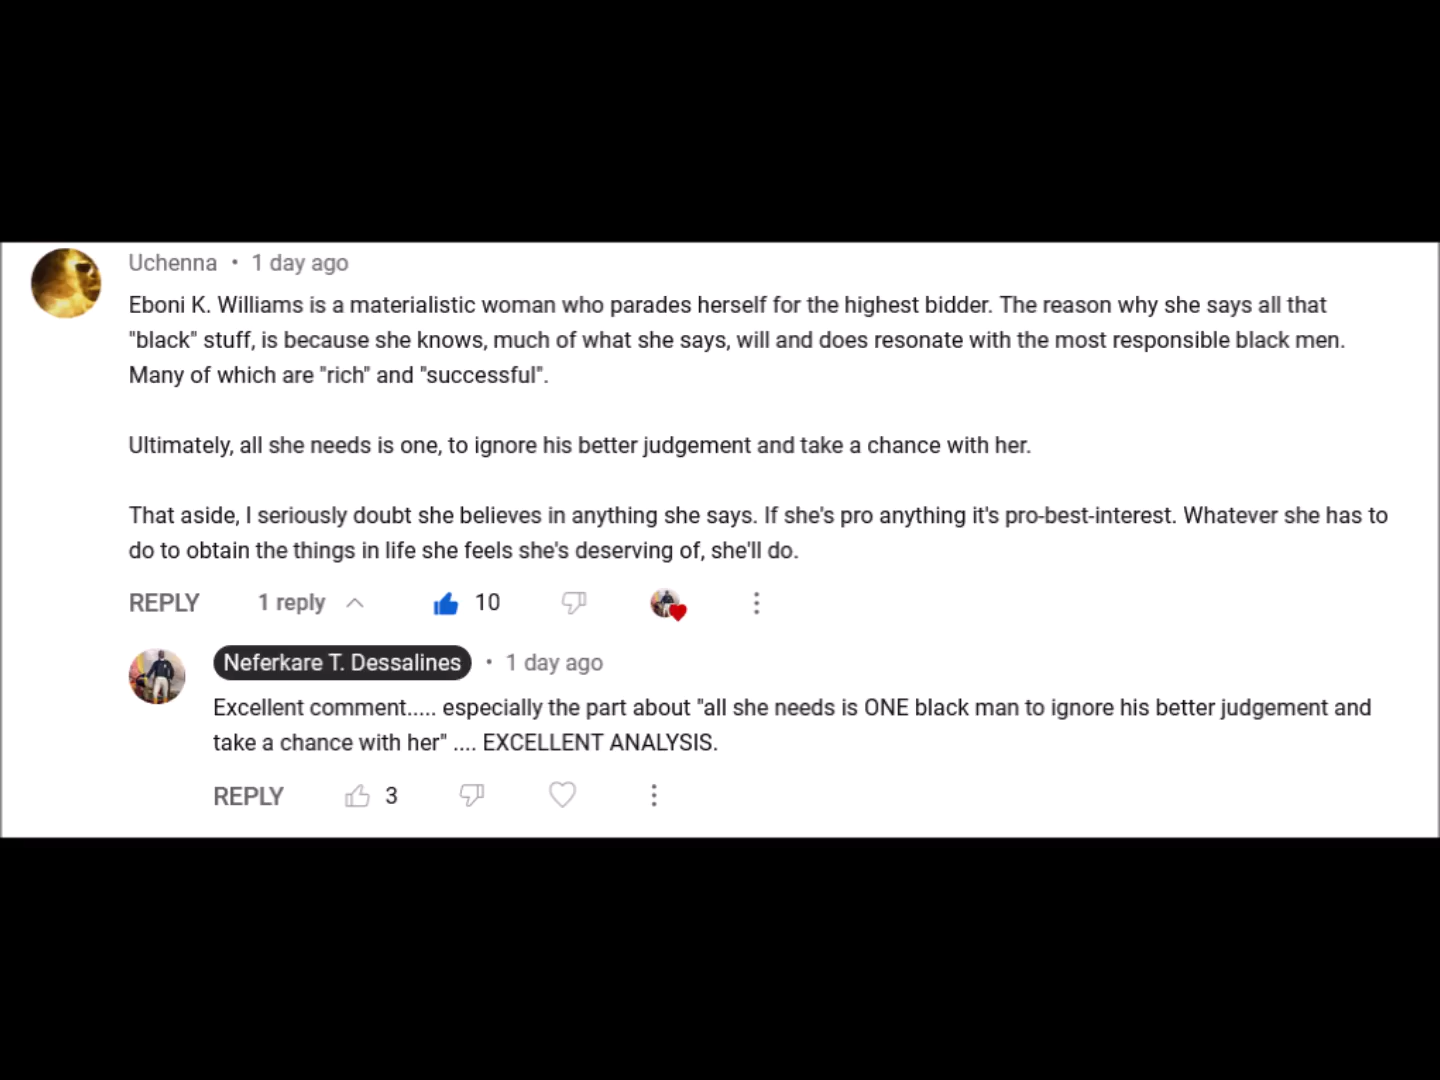 Uchenna • 1 day ago
Eboni K. Williams is a materialistic woman who parades herself for the highest bidder. The reason why she says all that
"black" stuff, is because she knows, much of what she says, will and does resonate with the most responsible black men.
Many of which are "rich" and "successful".
Ultimately, all she needs is one, to ignore his better judgement and take a chance with her.
That aside, I seriously doubt she believes in anything she says. If she's pro anything it's pro-best-interest. Whatever she has to
do to obtain the things in life she feels she's deserving of, she'll do.
REPLY 1 reply 10
Neferkare T. Dessalines • 1 day ago
Excellent comment..... especially the part about "all she needs is ONE black man to ignore his better judgement and
take a chance with her" .... EXCELLENT ANALYSIS.
REPLY 3